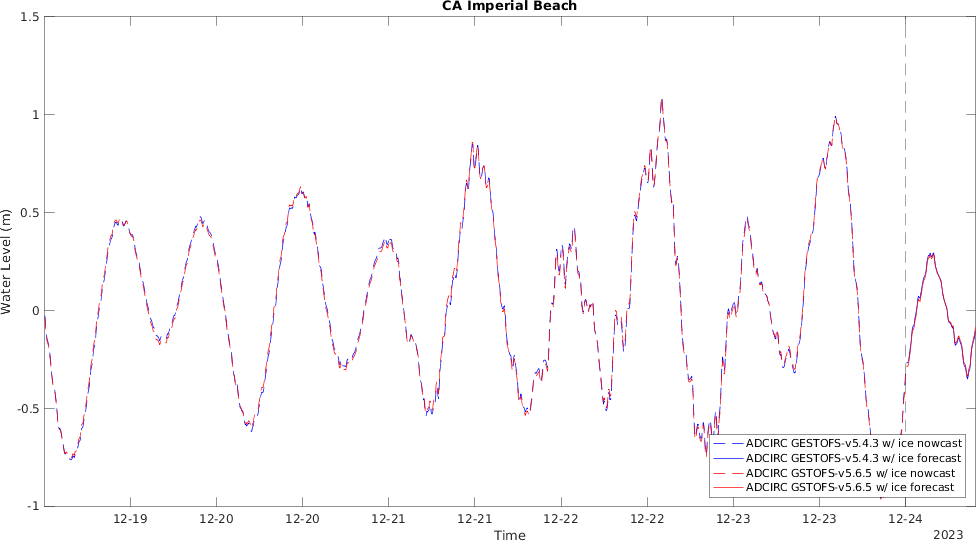 CA Imperial Beach
1.5
1
0.5
0
-0.5
-1
Water Level (m)
12-19
12-20
12-20
12-21
12-21
12-22
12-22
12-23
12-23
12-24
Time
2023
ADCIRC GESTOFS-v5.4.3 w/ ice nowcast
ADCIRC GESTOFS-v5.4.3 w/ ice forecast
ADCIRC GSTOFS-v5.6.5 w/ ice nowcast
ADCIRC GSTOFS-v5.6.5 w/ ice forecast